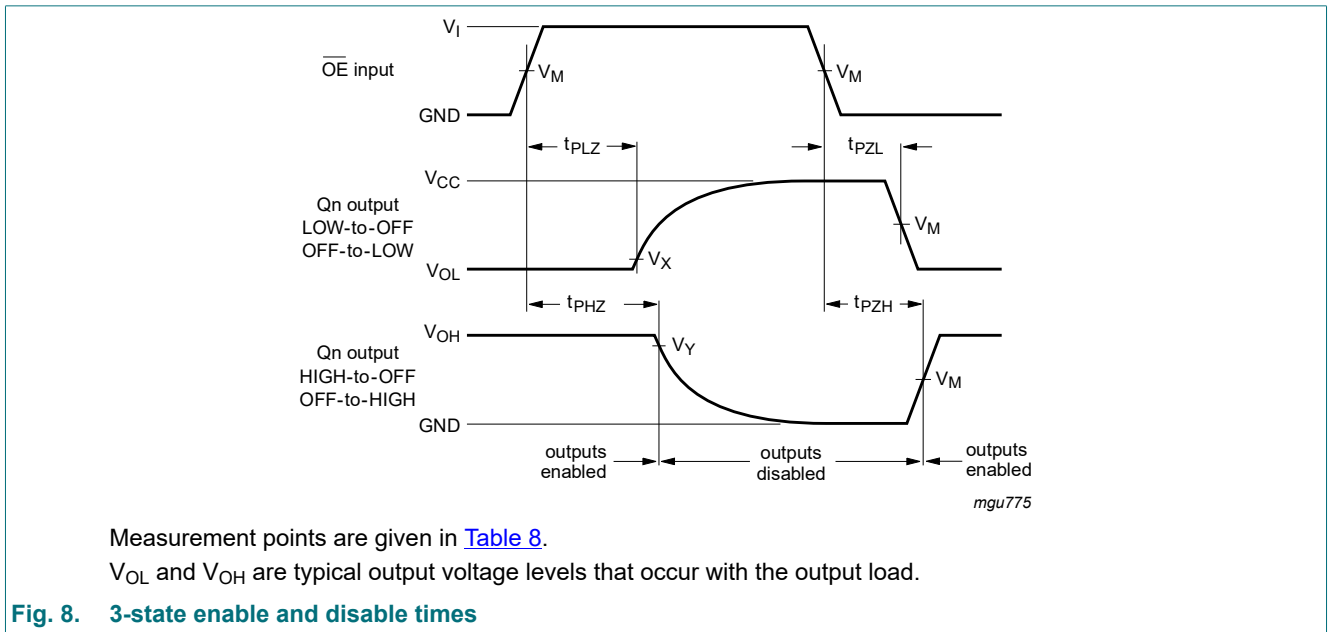 V_I
O̅E̅ input
V_M
V_M
GND
t_PLZ
t_PZL
V_CC
Qn output
LOW-to-OFF
OFF-to-LOW
V_M
V_X
V_OL
t_PHZ
t_PZH
V_OH
V_Y
Qn output
HIGH-to-OFF
OFF-to-HIGH
V_M
GND
outputs
enabled
outputs
disabled
outputs
enabled
mgu775
Measurement points are given in Table 8.
V_OL and V_OH are typical output voltage levels that occur with the output load.
Fig. 8. 3-state enable and disable times